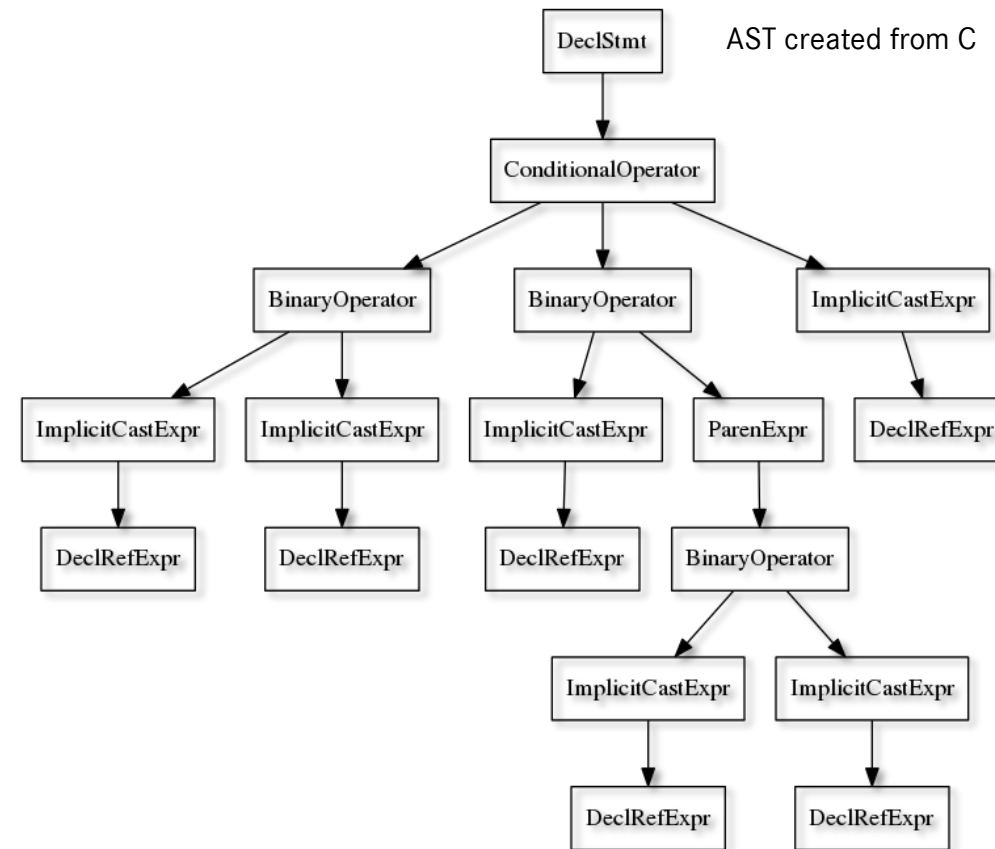 AST created from C
DeclStmt
ConditionalOperator
BinaryOperator
BinaryOperator
ImplicitCastExpr
ImplicitCastExpr
ImplicitCastExpr
ImplicitCastExpr
ParenExpr
DeclRefExpr
DeclRefExpr
DeclRefExpr
DeclRefExpr
BinaryOperator
ImplicitCastExpr
ImplicitCastExpr
DeclRefExpr
DeclRefExpr